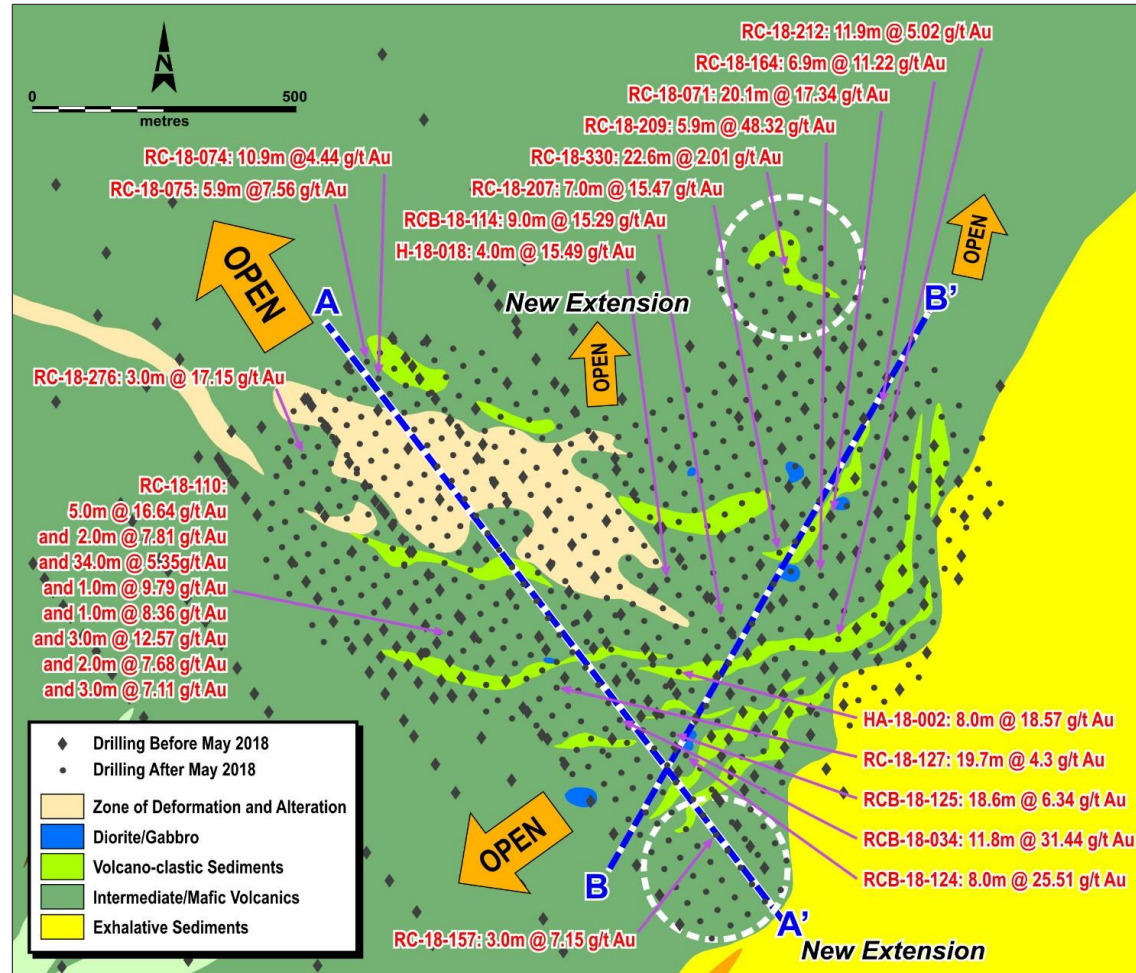 N
0 500
metres
RC-18-212: 11.9m @ 5.02 g/t Au
RC-18-164: 6.9m @ 11.22 g/t Au
RC-18-071: 20.1m @ 17.34 g/t Au
RC-18-209: 5.9m @ 48.32 g/t Au
RC-18-330: 22.6m @ 2.01 g/t Au
RC-18-207: 7.0m @ 15.47 g/t Au
RCB-18-114: 9.0m @ 15.29 g/t Au
H-18-018: 4.0m @ 15.49 g/t Au
RC-18-074: 10.9m @4.44 g/t Au
RC-18-075: 5.9m @7.56 g/t Au
OPEN
OPEN
A
B'
New Extension
OPEN
RC-18-276: 3.0m @ 17.15 g/t Au
RC-18-110:
5.0m @ 16.64 g/t Au
and 2.0m @ 7.81 g/t Au
and 34.0m @ 5.35g/t Au
and 1.0m @ 9.79 g/t Au
and 1.0m @ 8.36 g/t Au
and 3.0m @ 12.57 g/t Au
and 2.0m @ 7.68 g/t Au
and 3.0m @ 7.11 g/t Au
HA-18-002: 8.0m @ 18.57 g/t Au
RC-18-127: 19.7m @ 4.3 g/t Au
RCB-18-125: 18.6m @ 6.34 g/t Au
RCB-18-034: 11.8m @ 31.44 g/t Au
RCB-18-124: 8.0m @ 25.51 g/t Au
OPEN
B
A'
RC-18-157: 3.0m @ 7.15 g/t Au
New Extension
Drilling Before May 2018
Drilling After May 2018
Zone of Deformation and Alteration
Diorite/Gabbro
Volcano-clastic Sediments
Intermediate/Mafic Volcanics
Exhalative Sediments